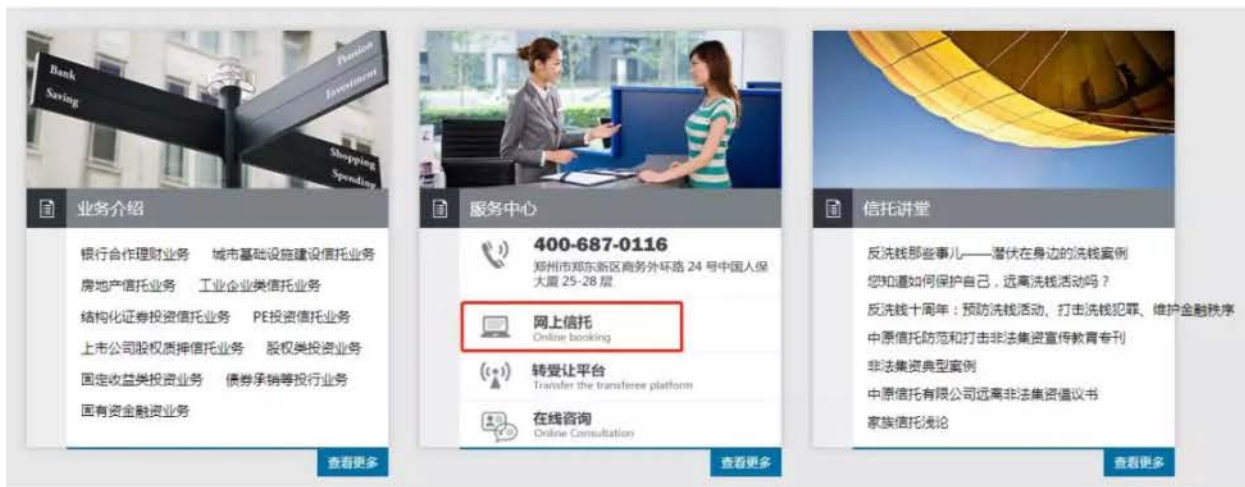 Bank
Saving
Pension
Investment
Shopping
Spending
业务介绍
银行合作理财业务 城市基础设施建设信托业务
房地产信托业务 工业企业类信托业务
结构化证券投资信托业务 PE投资信托业务
上市公司股权质押信托业务 股权类投资业务
固定收益类投资业务 债券承销等投行业务
固有资金融资业务
查看更多
服务中心
400-687-0116
郑州市郑东新区商务外环路 24 号中国人保
大厦 25-28 层
网上信托
Online booking
转受让平台
Transfer the transferee platform
在线咨询
Online Consultation
查看更多
信托讲堂
反洗钱那些事儿——潜伏在身边的洗钱案例
您知道如何保护自己，远离洗钱活动吗？
反洗钱十周年：预防洗钱活动、打击洗钱犯罪、维护金融秩序
中原信托防范和打击非法集资宣传教育专刊
非法集资典型案例
中原信托有限公司远离非法集资倡议书
家族信托浅论
查看更多